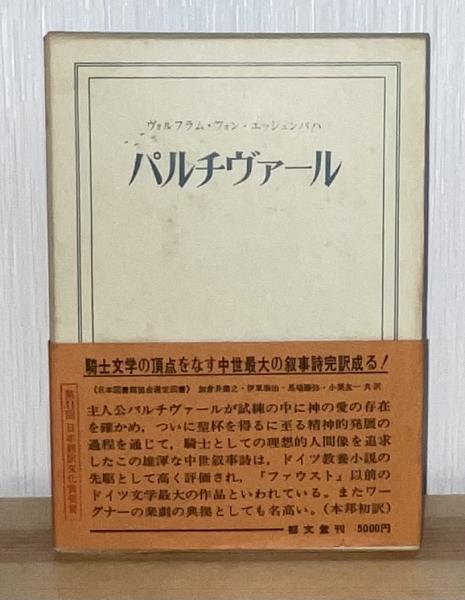 ヴォルフラム・フォン・エッシェンバハ
パルチヴァール
騎士文学の頂点をなす中世最大の叙事詩完訳成る!
《日本図書館協会選定図書》 加倉井粛之・伊東泰治・馬場勝弥・小栗友一 共訳
主人公パルチヴァールが試練の中に神の愛の存在
を確かめ,ついに聖杯を得るに至る精神的発展の
過程を通じて,騎士としての理想的人間像を追求
したこの雄渾な中世叙事詩は,ドイツ教養小説の
先駆として高く評価され,『ファウスト』以前の
ドイツ文学最大の作品といわれている。またワー
グナーの楽劇の典拠としても名高い。(本邦初訳)
郁文堂刊 5000円
第11回 日本翻訳文化賞受賞